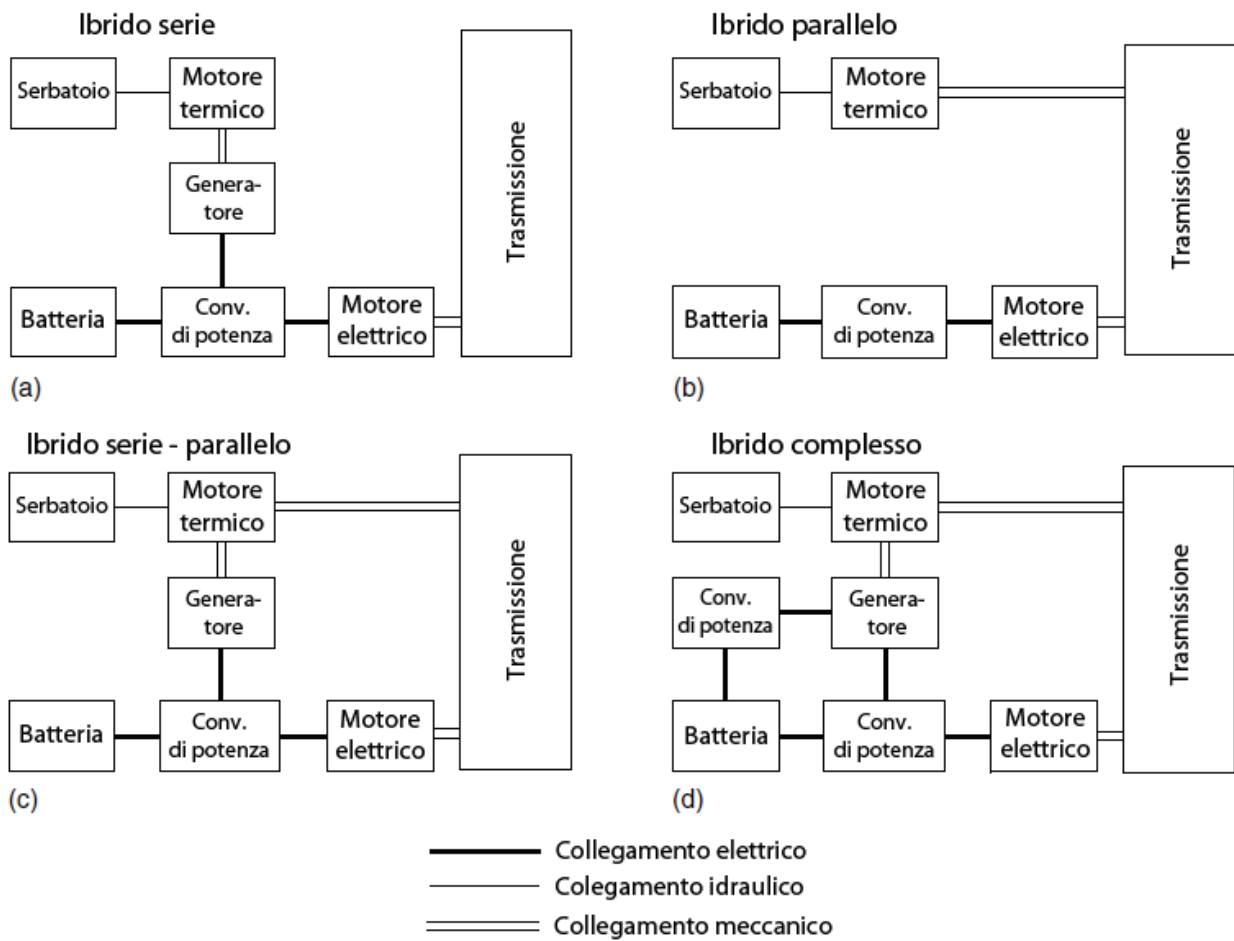 Ibrido serie
Serbatoio
Motore
termico
Genera-
tore
Batteria
Conv.
di potenza
Motore
elettrico
Trasmissione
(a)
Ibrido parallelo
Serbatoio
Motore
termico
Batteria
Conv.
di potenza
Motore
elettrico
Trasmissione
(b)
Ibrido serie - parallelo
Serbatoio
Motore
termico
Genera-
tore
Batteria
Conv.
di potenza
Motore
elettrico
Trasmissione
(c)
Ibrido complesso
Serbatoio
Motore
termico
Conv.
di potenza
Genera-
tore
Batteria
Conv.
di potenza
Motore
elettrico
Trasmissione
(d)
Collegamento elettrico
Colegamento idraulico
Collegamento meccanico